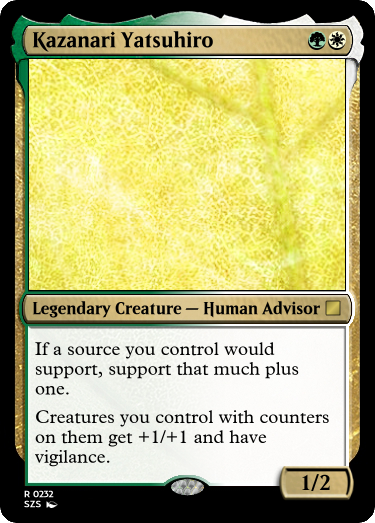 Kazanari Yatsuhiro
Legendary Creature — Human Advisor
If a source you control would
support, support that much plus
one.
Creatures you control with counters
on them get +1/+1 and have
vigilance.
1/2
R 0232
SZS